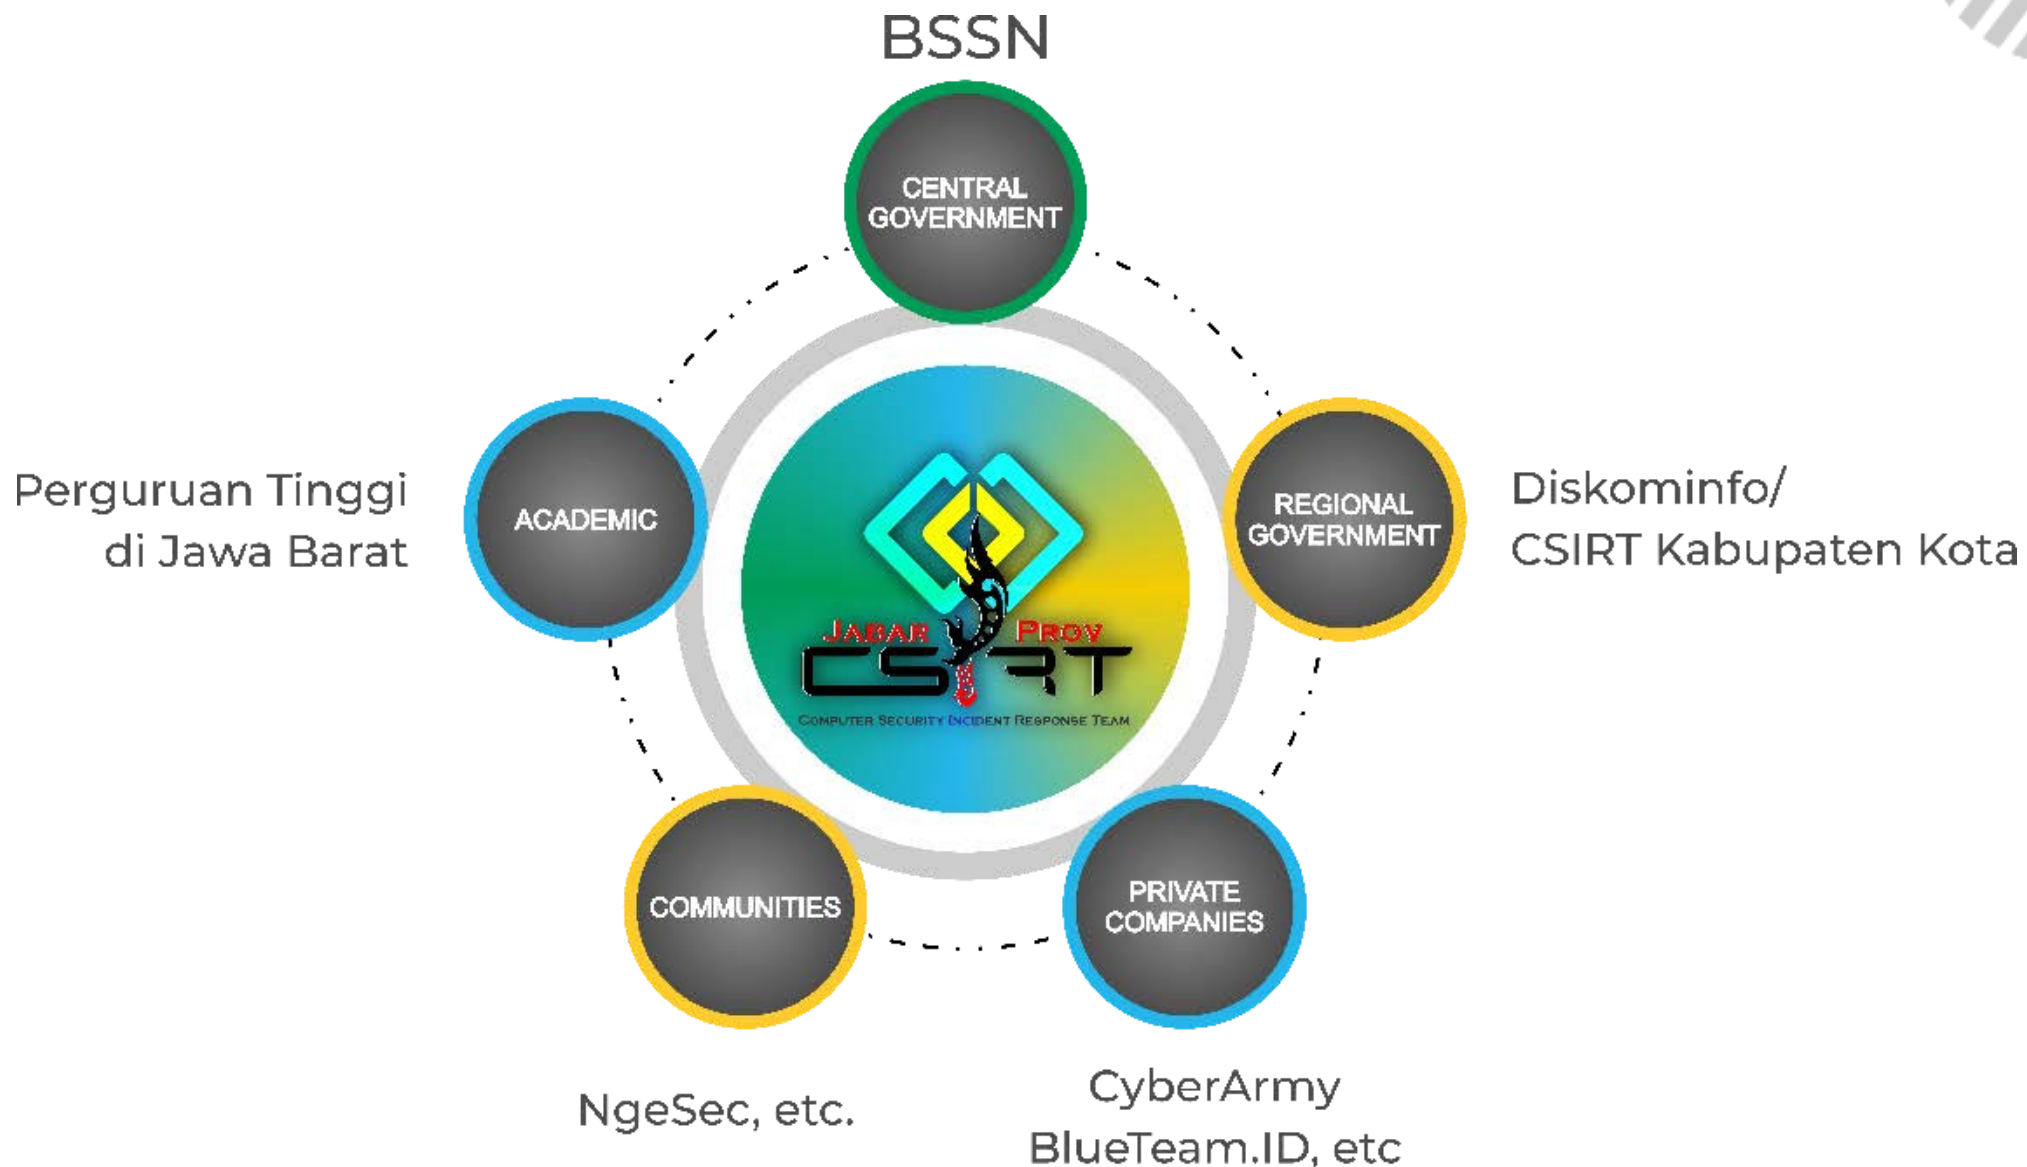 BSSN
CENTRAL
GOVERNMENT
Perguruan Tinggi
di Jawa Barat
ACADEMIC
JABAR PROV
CSIRT
COMPUTER SECURITY INCIDENT RESPONSE TEAM
REGIONAL
GOVERNMENT
Diskominfo/
CSIRT Kabupaten Kota
COMMUNITIES
NgeSec, etc.
PRIVATE
COMPANIES
CyberArmy
BlueTeam.ID, etc